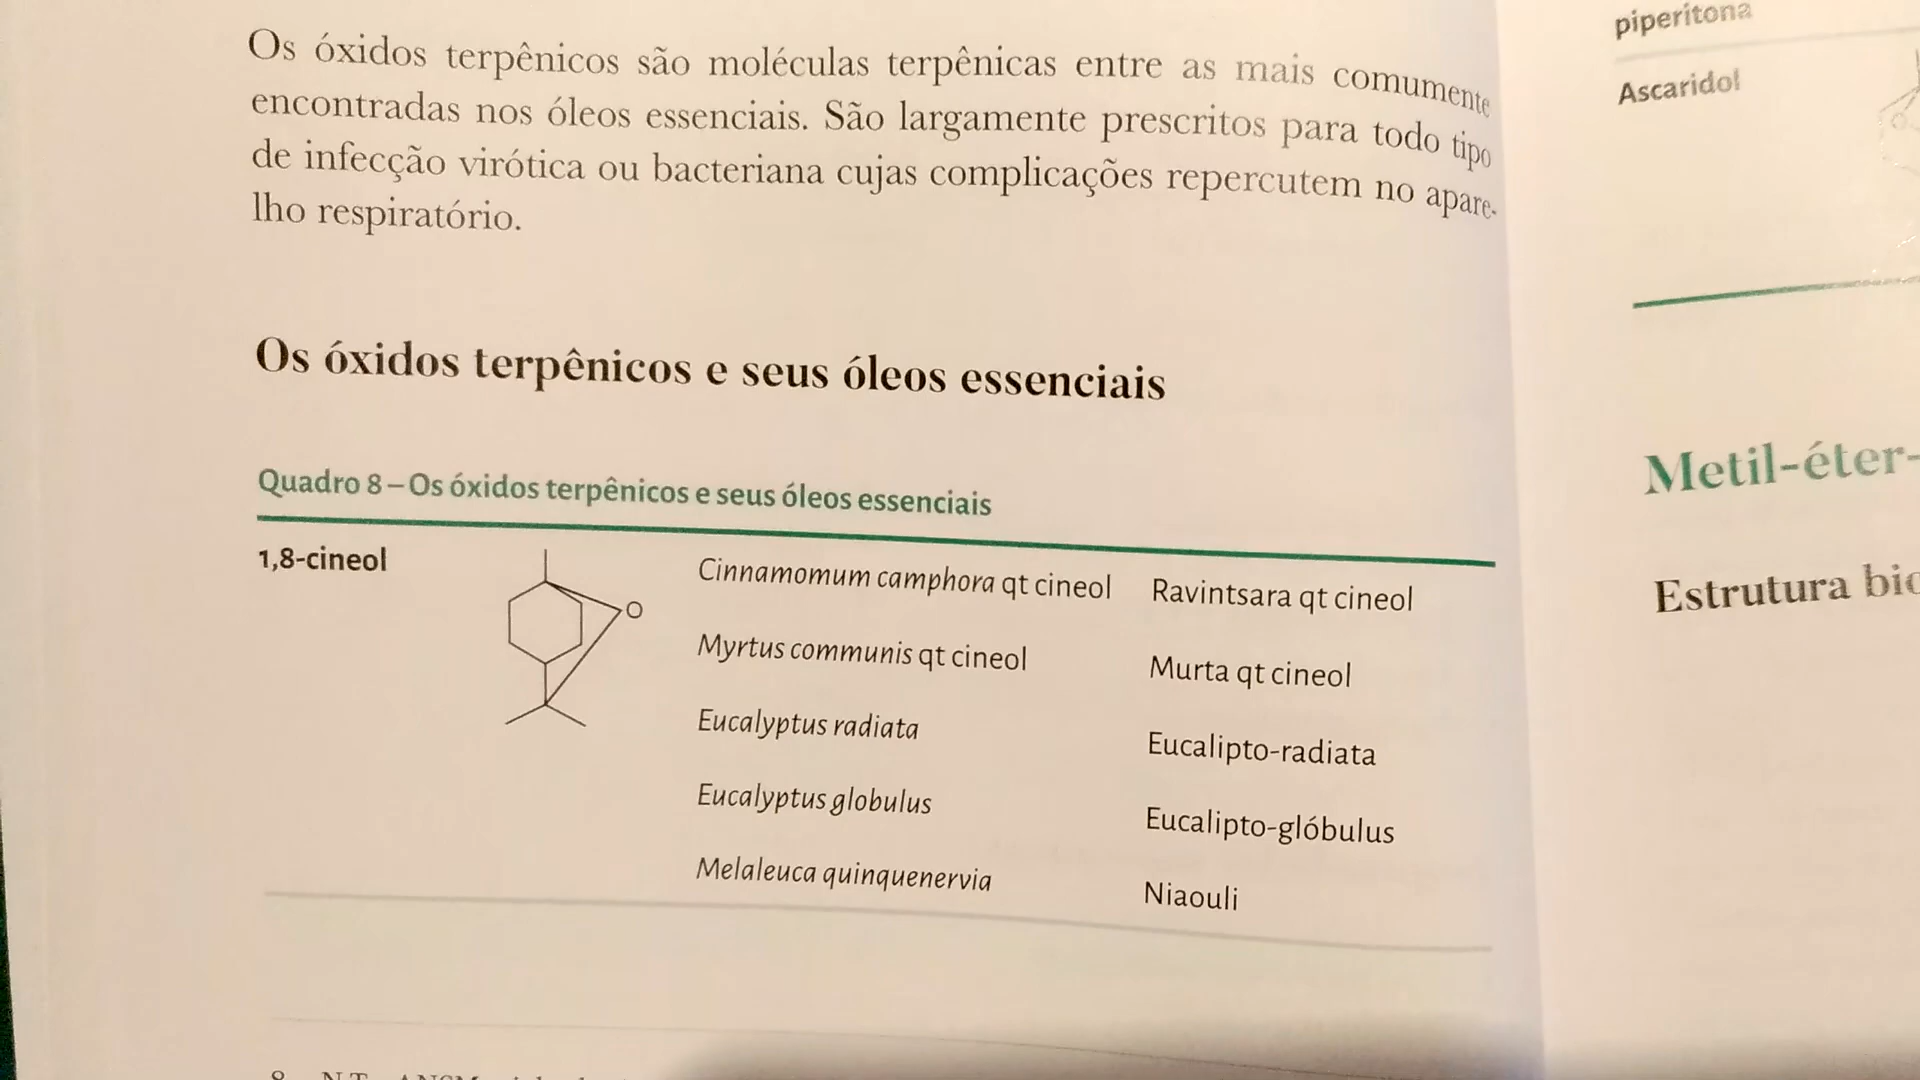 Os óxidos terpênicos são moléculas terpênicas entre as mais comumente
encontradas nos óleos essenciais. São largamente prescritos para todo tipo
de infecção virótica ou bacteriana cujas complicações repercutem no apare-
lho respiratório.
Os óxidos terpênicos e seus óleos essenciais
Quadro 8 – Os óxidos terpênicos e seus óleos essenciais
1,8-cineol
O
Cinnamomum camphora qt cineol Ravintsara qt cineol
Myrtus communis qt cineol Murta qt cineol
Eucalyptus radiata Eucalipto-radiata
Eucalyptus globulus Eucalipto-glóbulus
Melaleuca quinquenervia Niaouli
piperitona
Ascaridol
Metil-éter-
Estrutura